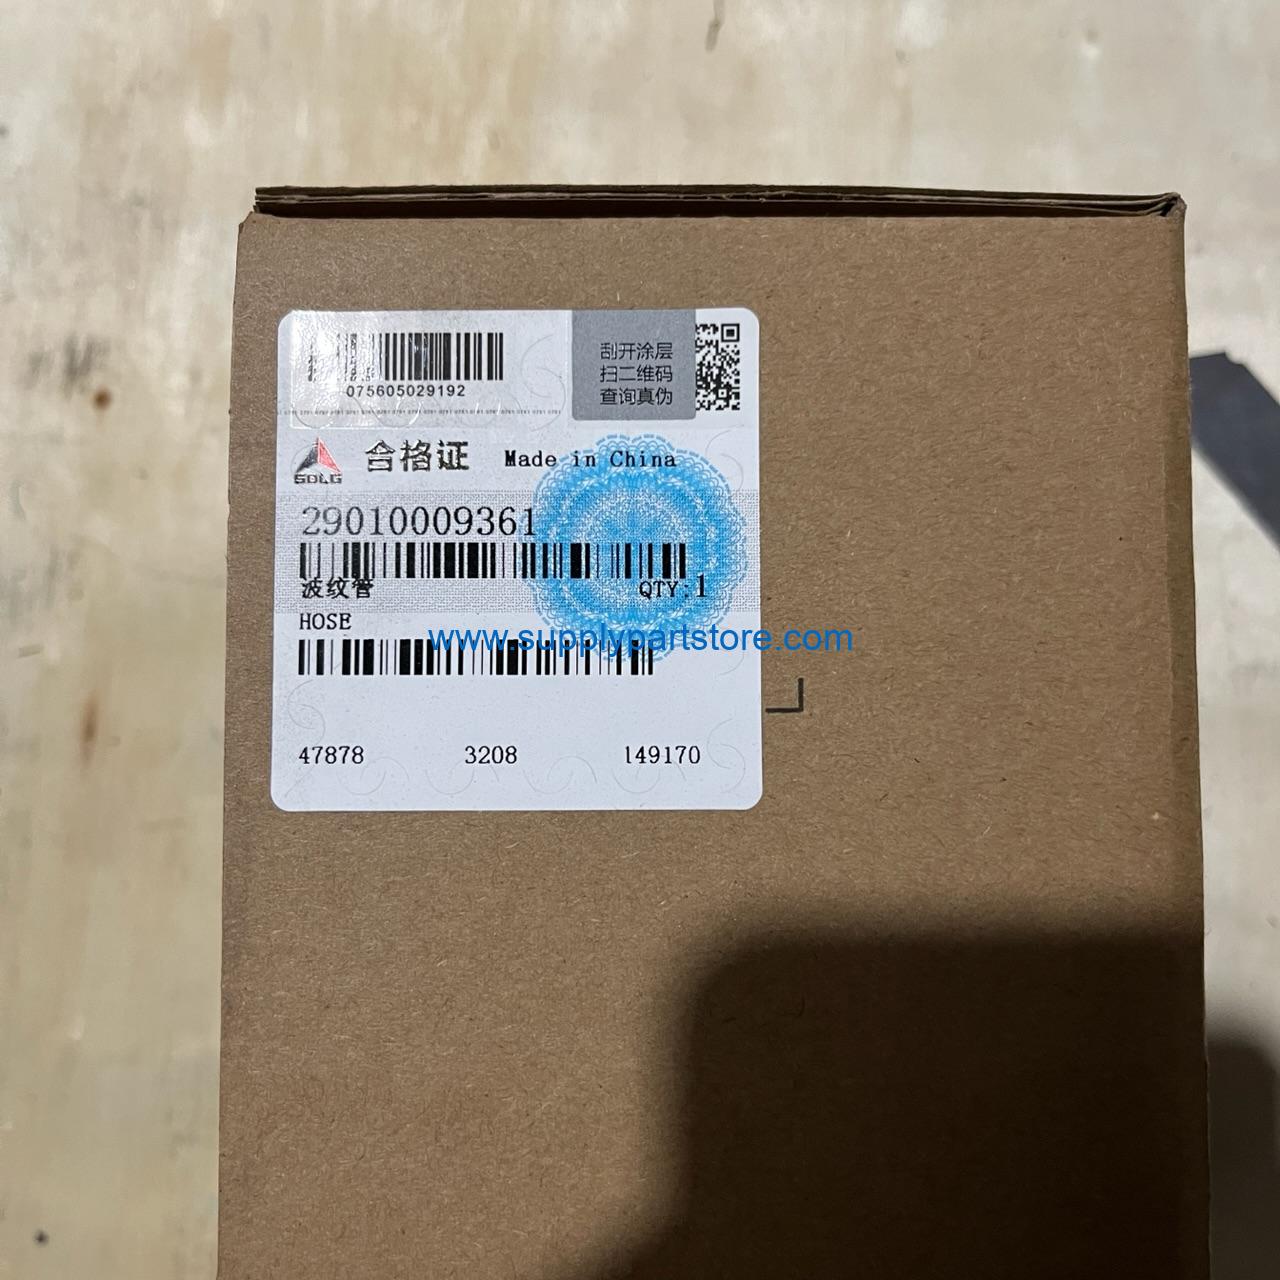 075605029192
刮开涂层
扫二维码
查询真伪
SDLG
合格证 Made in China
29010009361
波纹管 QTY:1
HOSE
www.supplypartstore.com
47878 3208 149170